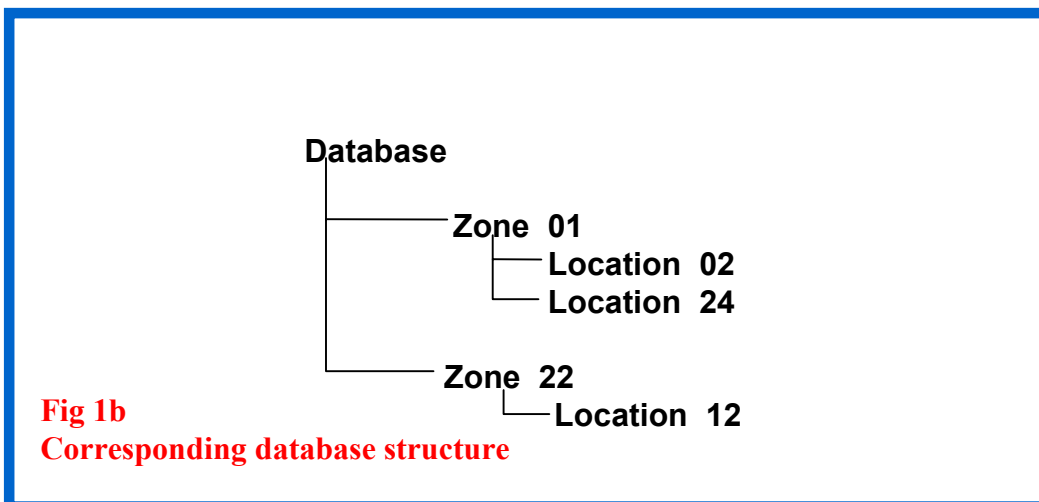 Database
Zone 01
Location 02
Location 24
Zone 22
Location 12
Fig 1b
Corresponding database structure